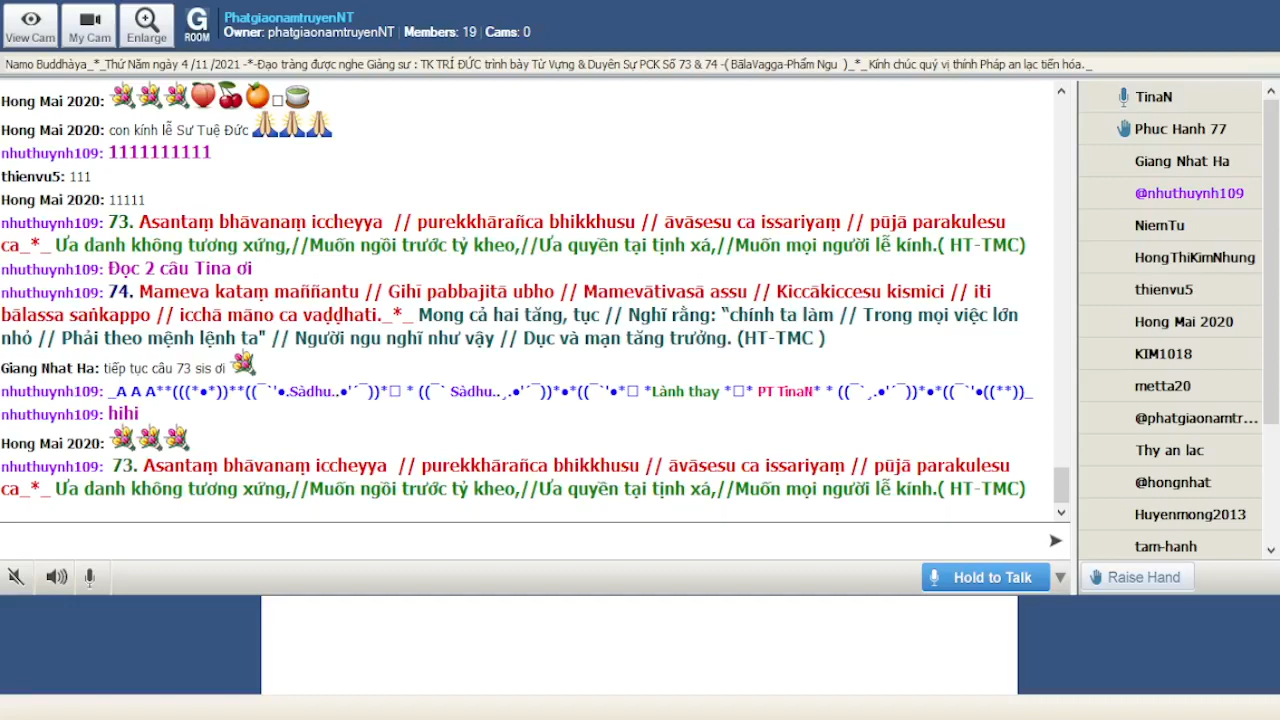 View Cam
My Cam
Enlarge
G
ROOM
PhatgiaonamtruyenNT
Owner: phatgiaonamtruyenNT | Members: 19 | Cams: 0
Namo Buddhàya_*_Thứ Năm ngày 4 /11 /2021 -*-Đạo tràng được nghe Giảng sư : TK TRÍ ĐỨC trình bày Từ Vựng & Duyên Sự PCK Số 73 & 74 -( BãlaVagga-Phẩm Ngu )_*_Kính chúc quý vị thính Pháp an lạc tiến hóa._
Hong Mai 2020: 💐💐💐🍑🍒🍊□🍵
Hong Mai 2020: con kính lễ Sư Tuệ Đức 🙏🙏🙏
nhuthuynh109: 1111111111
thienvu5: 111
Hong Mai 2020: 11111
nhuthuynh109: 73. Asantaṃ bhāvanaṃ iccheyya // purekkhārañca bhikkhusu // āvāsesu ca issariyaṃ // pūjā parakulesu
ca_*_ Ưa danh không tương xứng,//Muốn ngồi trước tỷ kheo,//Ưa quyền tại tịnh xá,//Muốn mọi người lễ kính.( HT-TMC)
nhuthuynh109: Đọc 2 câu Tina ơi
nhuthuynh109: 74. Mameva kataṃ maññantu // Gihī pabbajitā ubho // Mamevātivasā assu // Kiccākiccesu kismici // iti
bālassa saṅkappo // icchā māno ca vaḍḍhati._*_ Mong cả hai tăng, tục // Nghĩ rằng: “chính ta làm // Trong mọi việc lớn
nhỏ // Phải theo mệnh lệnh ta" // Người ngu nghĩ như vậy // Dục và mạn tăng trưởng. (HT-TMC )
Giang Nhat Ha: tiếp tục câu 73 sis ơi 💐
nhuthuynh109: _A A A**(((*●*))**((¯`'●.Sàdhu..●'´¯))*□ * ((¯` Sàdhu..¸.●'´¯))*●*((¯`'●*□ *Lành thay *□* PT TinaN* * ((¯`¸.●'´¯))*●*((¯`'●((**))_
nhuthuynh109: hihi
Hong Mai 2020: 💐💐💐
nhuthuynh109: 73. Asantaṃ bhāvanaṃ iccheyya // purekkhārañca bhikkhusu // āvāsesu ca issariyaṃ // pūjā parakulesu
ca_*_ Ưa danh không tương xứng,//Muốn ngồi trước tỷ kheo,//Ưa quyền tại tịnh xá,//Muốn mọi người lễ kính.( HT-TMC)
Hold to Talk
TinaN
Phuc Hanh 77
Giang Nhat Ha
@nhuthuynh109
NiemTu
HongThiKimNhung
thienvu5
Hong Mai 2020
KIM1018
metta20
@phatgiaonamtr...
Thy an lac
@hongnhat
Huyenmong2013
tam-hanh
Raise Hand